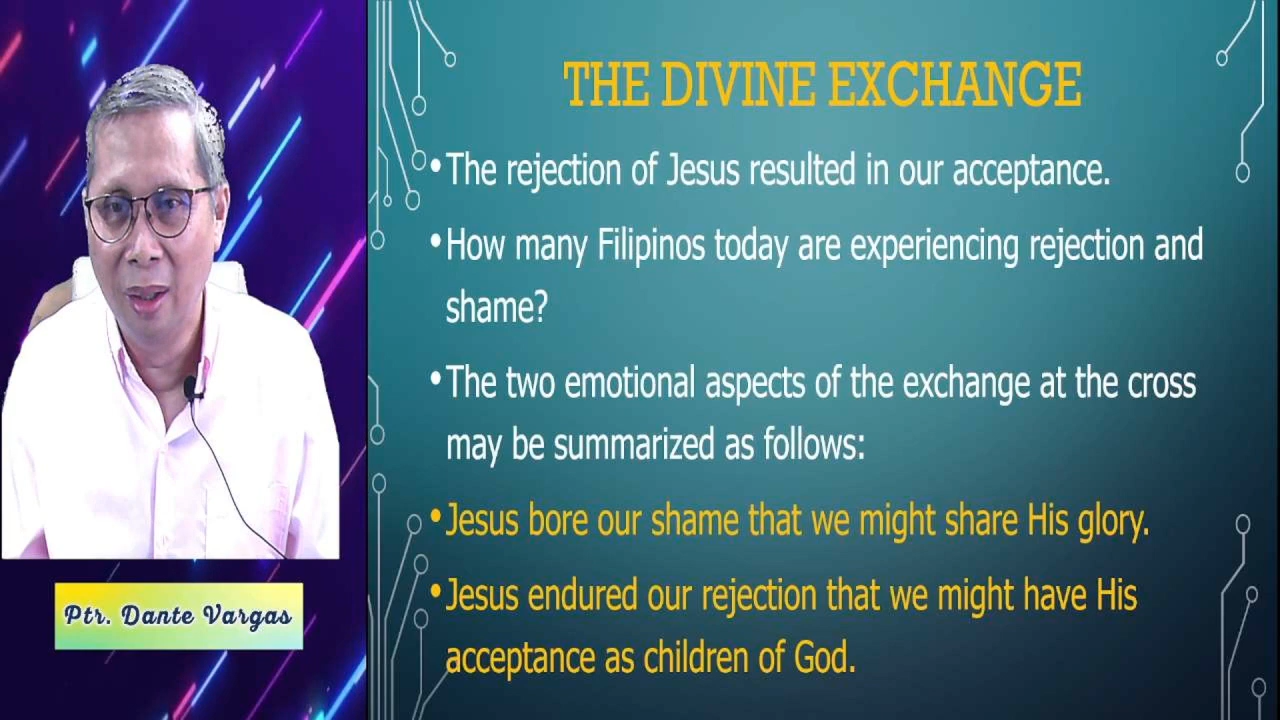 THE DIVINE EXCHANGE
•The rejection of Jesus resulted in our acceptance.
•How many Filipinos today are experiencing rejection and
shame?
•The two emotional aspects of the exchange at the cross
may be summarized as follows:
•Jesus bore our shame that we might share His glory.
•Jesus endured our rejection that we might have His
acceptance as children of God.
Ptr. Dante Vargas